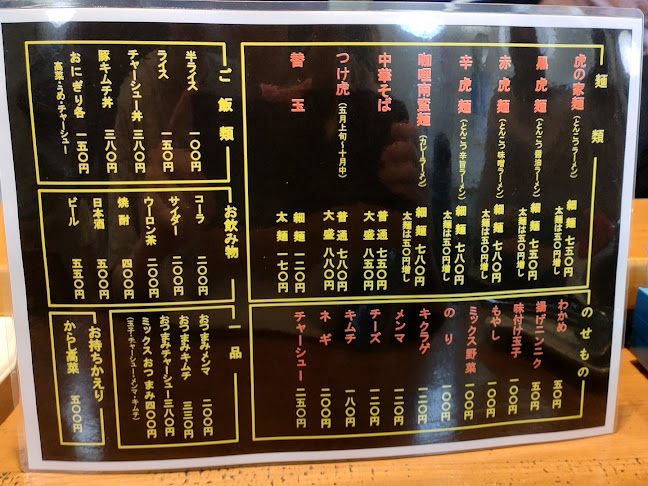 麺類
虎の家麺(とんこつラーメン) 細麺 七五〇円
太麺は五〇円増し
黒虎麺(とんこつ醤油ラーメン) 細麺 七五〇円
太麺は五〇円増し
赤虎麺(とんこつ味噌ラーメン) 細麺 七八〇円
太麺は五〇円増し
辛虎麺(とんこつ辛旨ラーメン) 細麺 七八〇円
太麺は五〇円増し
咖喱南蛮麺(カレーラーメン) 細麺 七八〇円
太麺は五〇円増し
中華そば 普通 七五〇円
大盛 八五〇円
つけ虎(五月上旬〜十月中) 普通 七八〇円
大盛 八八〇円
替玉 細麺 一二〇円
太麺 一七〇円
のせもの
わかめ 五〇円
揚げニンニク 五〇円
味付け玉子 一〇〇円
もやし 一〇〇円
ミックス野菜 一〇〇円
のり 一〇〇円
キクラゲ 一二〇円
メンマ 一二〇円
チーズ 一二〇円
キムチ 一八〇円
ネギ 二〇〇円
チャーシュー 二五〇円
ご飯類
半ライス 一〇〇円
ライス 一五〇円
チャーシュー丼 三八〇円
豚キムチ丼 三八〇円
おにぎり各 一五〇円
高菜・うめ・チャーシュー
お飲み物
コーラ 二〇〇円
サイダー 二〇〇円
ウーロン茶 二〇〇円
焼酎 四〇〇円
日本酒 五〇〇円
ビール 五五〇円
一品
おつまみメンマ 二〇〇円
おつまみキムチ 三三〇円
おつまみチャーシュー 三八〇円
ミックスおつまみ 四〇〇円
(玉子・チャーシュー・メンマ・キムチ)
お持ちかえり
から高菜 五〇〇円